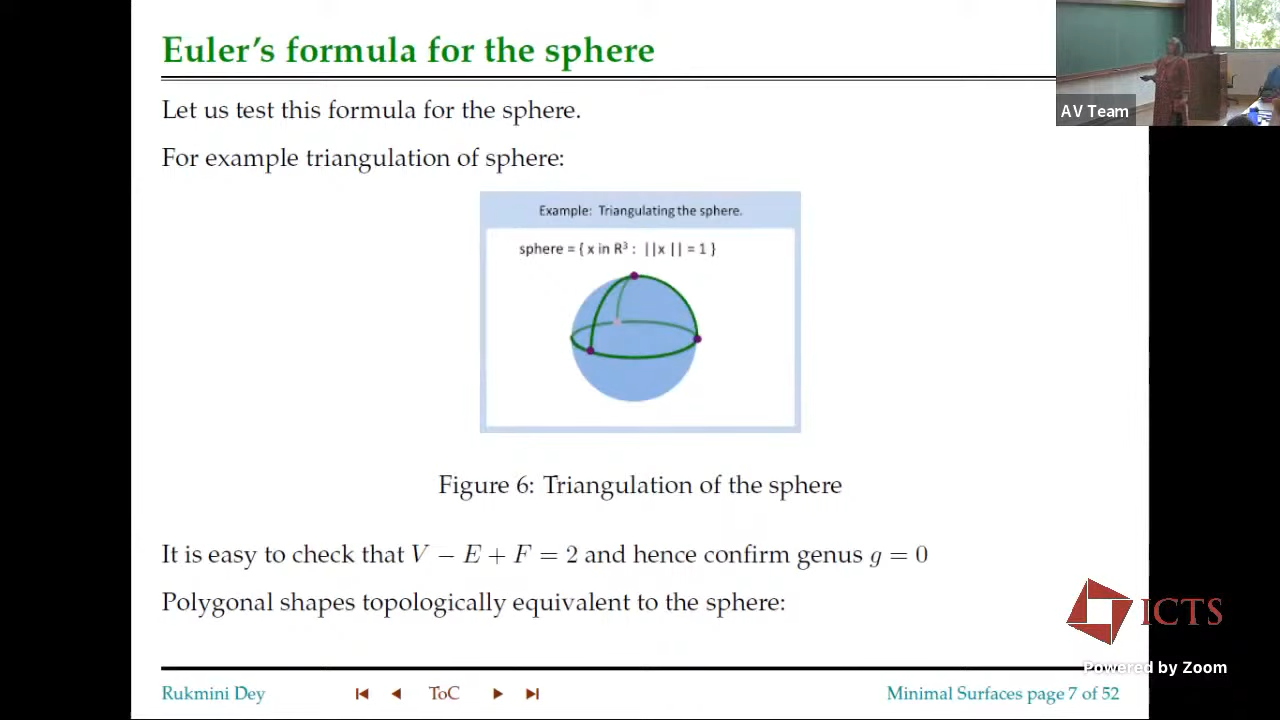 Euler's formula for the sphere
AV Team
Let us test this formula for the sphere.
For example triangulation of sphere:
Example: Triangulating the sphere.
sphere = { x in R³ : ||x || = 1 }
Figure 6: Triangulation of the sphere
It is easy to check that V − E + F = 2 and hence confirm genus g = 0
Polygonal shapes topologically equivalent to the sphere:
ICTS
Powered by Zoom
Rukmini Dey
ToC
Minimal Surfaces page 7 of 52